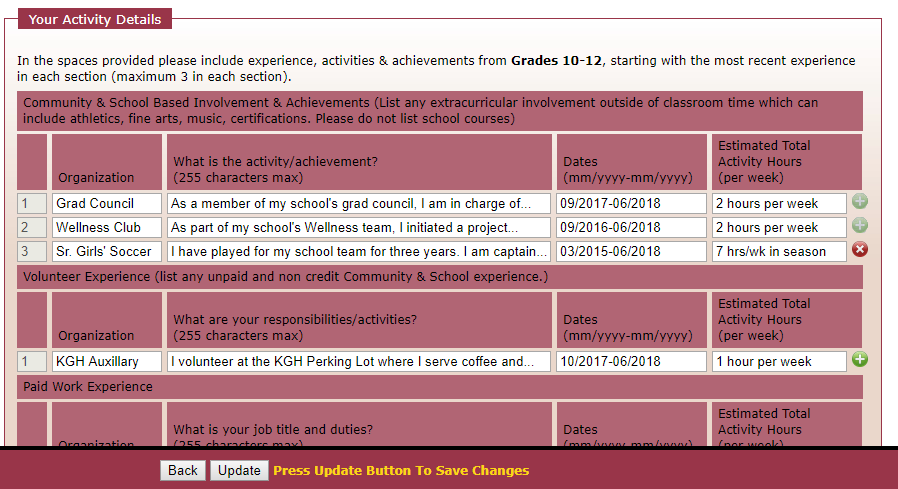 Your Activity Details
In the spaces provided please include experience, activities & achievements from Grades 10-12, starting with the most recent experience
in each section (maximum 3 in each section).
Community & School Based Involvement & Achievements (List any extracurricular involvement outside of classroom time which can
include athletics, fine arts, music, certifications. Please do not list school courses)
Organization
What is the activity/achievement?
(255 characters max)
Dates
(mm/yyyy-mm/yyyy)
Estimated Total
Activity Hours
(per week)
1 Grad Council As a member of my school's grad council, I am in charge of... 09/2017-06/2018 2 hours per week
2 Wellness Club As part of my school's Wellness team, I initiated a project... 09/2016-06/2018 2 hours per week
3 Sr. Girls' Soccer I have played for my school team for three years. I am captain... 03/2015-06/2018 7 hrs/wk in season
Volunteer Experience (list any unpaid and non credit Community & School experience.)
Organization
What are your responsibilities/activities?
(255 characters max)
Dates
(mm/yyyy-mm/yyyy)
Estimated Total
Activity Hours
(per week)
1 KGH Auxillary I volunteer at the KGH Perking Lot where I serve coffee and... 10/2017-06/2018 1 hour per week
Paid Work Experience
Organization
What is your job title and duties?
(255 characters max)
Dates
(mm/yyyy-mm/yyyy)
Estimated Total
Activity Hours
(per week)
Back Update Press Update Button To Save Changes